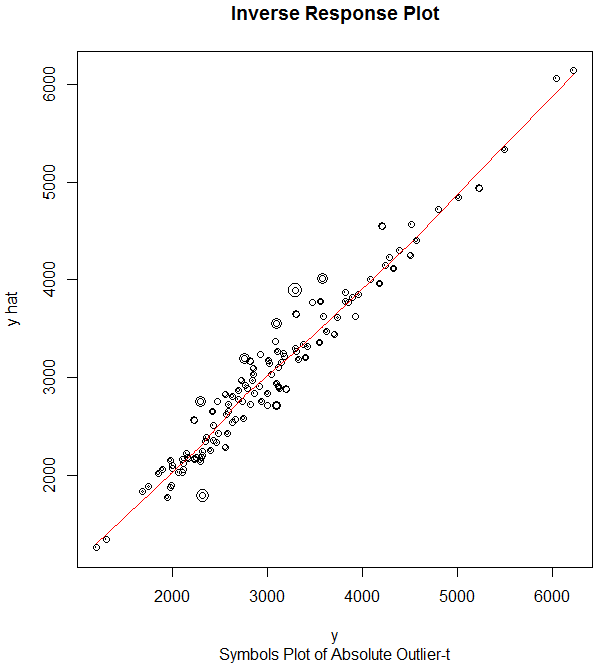 Inverse Response Plot
6000
5000
4000
3000
2000
y hat
2000 3000 4000 5000 6000
y
Symbols Plot of Absolute Outlier-t